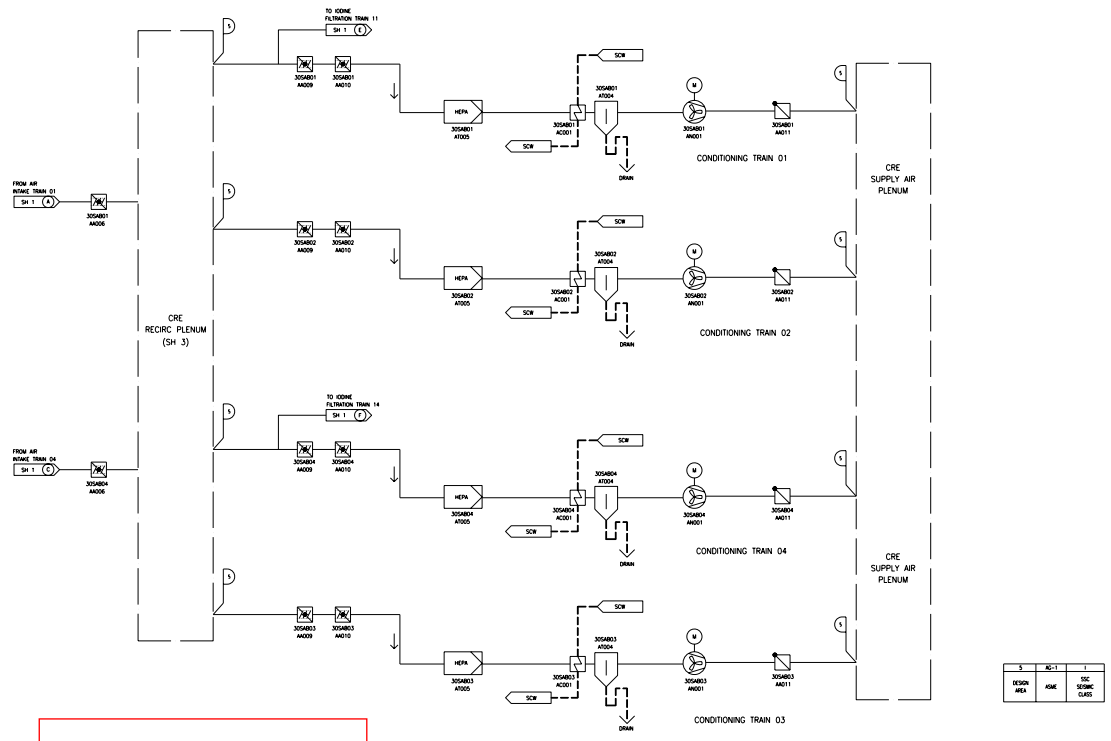 TO IODINE
FILTRATION TRAIN 11
SH 1 E
5
30SAB01
AA009
30SAB01
AA010
HEPA
30SAB01
AT005
SCW
SCW
30SAB01
AC001
30SAB01
AT004
DRAIN
M
30SAB01
AN001
30SAB01
AA011
5
CONDITIONING TRAIN 01
CRE
SUPPLY AIR
PLENUM
FROM AIR
INTAKE TRAIN 01
SH 1 A
30SAB01
AA006
5
30SAB02
AA009
30SAB02
AA010
HEPA
30SAB02
AT005
SCW
SCW
30SAB02
AC001
30SAB02
AT004
DRAIN
M
30SAB02
AN001
30SAB02
AA011
5
CONDITIONING TRAIN 02
CRE
RECIRC PLENUM
(SH 3)
TO IODINE
FILTRATION TRAIN 14
SH 1 F
FROM AIR
INTAKE TRAIN 04
SH 1 C
30SAB04
AA006
5
30SAB04
AA009
30SAB04
AA010
HEPA
30SAB04
AT005
SCW
SCW
30SAB04
AC001
30SAB04
AT004
DRAIN
M
30SAB04
AN001
30SAB04
AA011
5
CONDITIONING TRAIN 04
CRE
SUPPLY AIR
PLENUM
5
30SAB03
AA009
30SAB03
AA010
HEPA
30SAB03
AT005
SCW
SCW
30SAB03
AC001
30SAB03
AT004
DRAIN
M
30SAB03
AN001
30SAB03
AA011
5
CONDITIONING TRAIN 03
5 AG-1 I
DESIGN
AREA
ASME
SSC
SEISMIC
CLASS